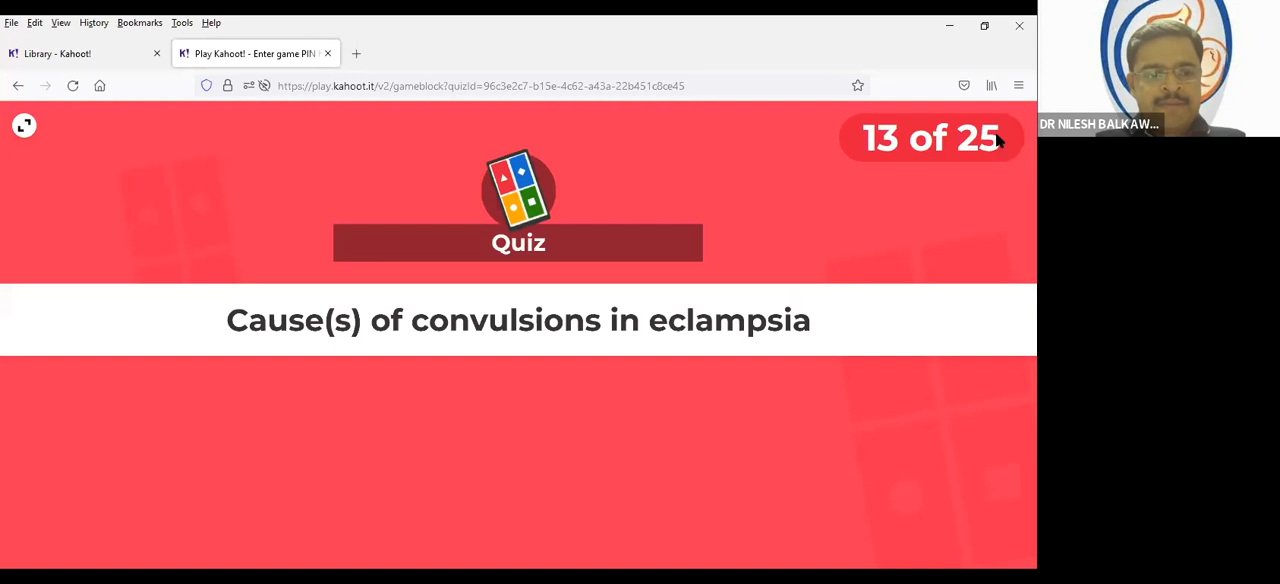 File Edit View History Bookmarks Tools Help
K! Library - Kahoot!
K! Play Kahoot! - Enter game PIN
https://play.kahoot.it/v2/gameblock?quizId=96c3e2c7-b15e-4c62-a43a-22b451c8ce45
DR NILESH BALKAW...
13 of 25
Quiz
Cause(s) of convulsions in eclampsia